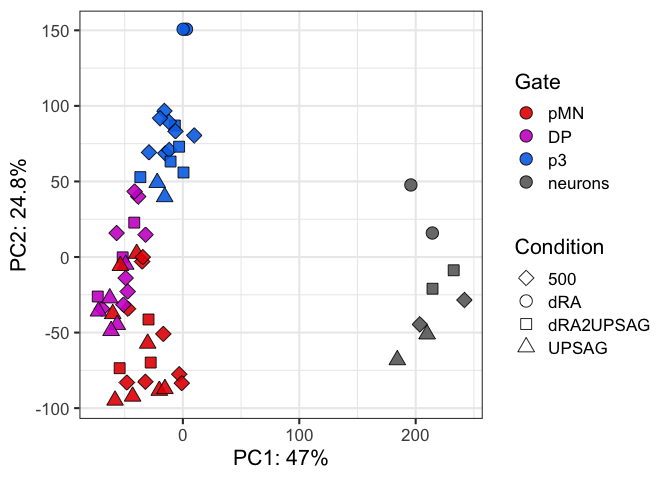 150
100
50
0
-50
-100
0
100
200
PC1: 47%
PC2: 24.8%
Gate
pMN
DP
p3
neurons
Condition
500
dRA
dRA2UPSAG
UPSAG